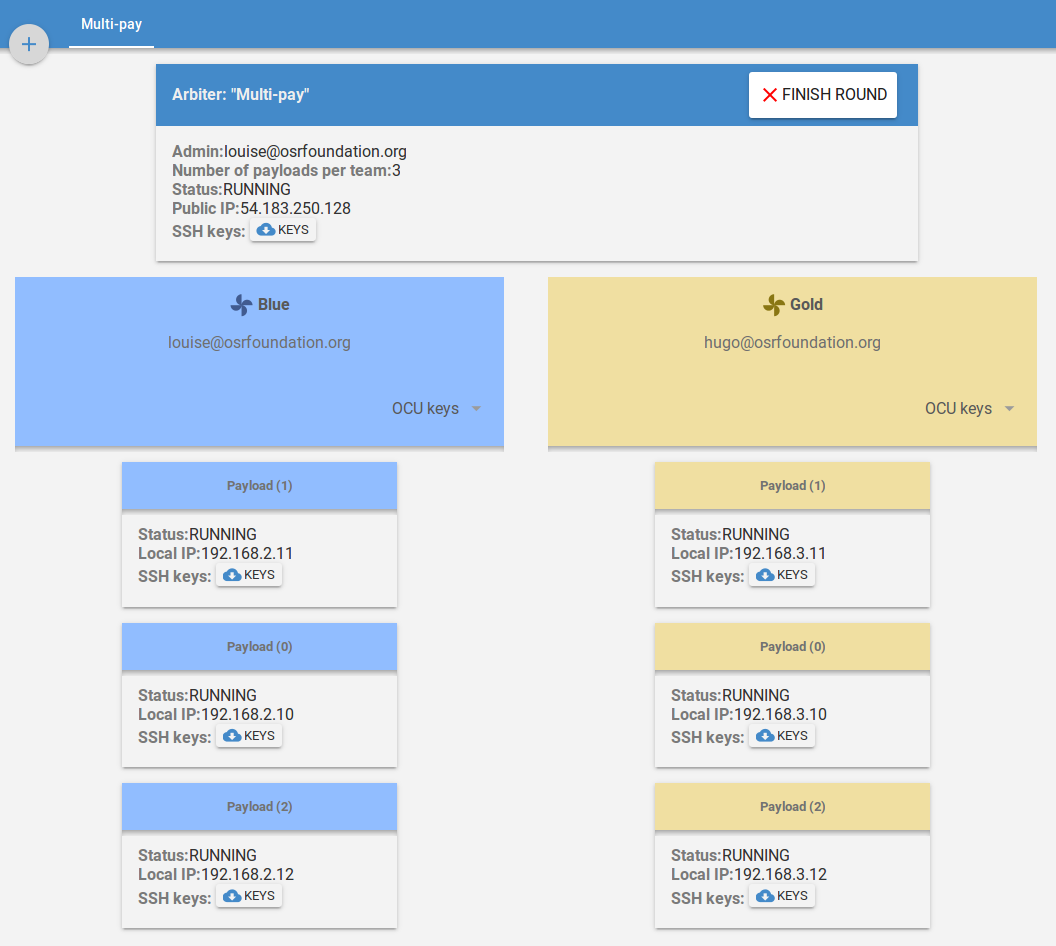 Multi-pay
+
Arbiter: "Multi-pay"
FINISH ROUND
Admin:louise@osrfoundation.org
Number of payloads per team:3
Status:RUNNING
Public IP:54.183.250.128
SSH keys: KEYS
Blue
louise@osrfoundation.org
OCU keys
Payload (1)
Status:RUNNING
Local IP:192.168.2.11
SSH keys: KEYS
Payload (0)
Status:RUNNING
Local IP:192.168.2.10
SSH keys: KEYS
Payload (2)
Status:RUNNING
Local IP:192.168.2.12
SSH keys: KEYS
Gold
hugo@osrfoundation.org
OCU keys
Payload (1)
Status:RUNNING
Local IP:192.168.3.11
SSH keys: KEYS
Payload (0)
Status:RUNNING
Local IP:192.168.3.10
SSH keys: KEYS
Payload (2)
Status:RUNNING
Local IP:192.168.3.12
SSH keys: KEYS